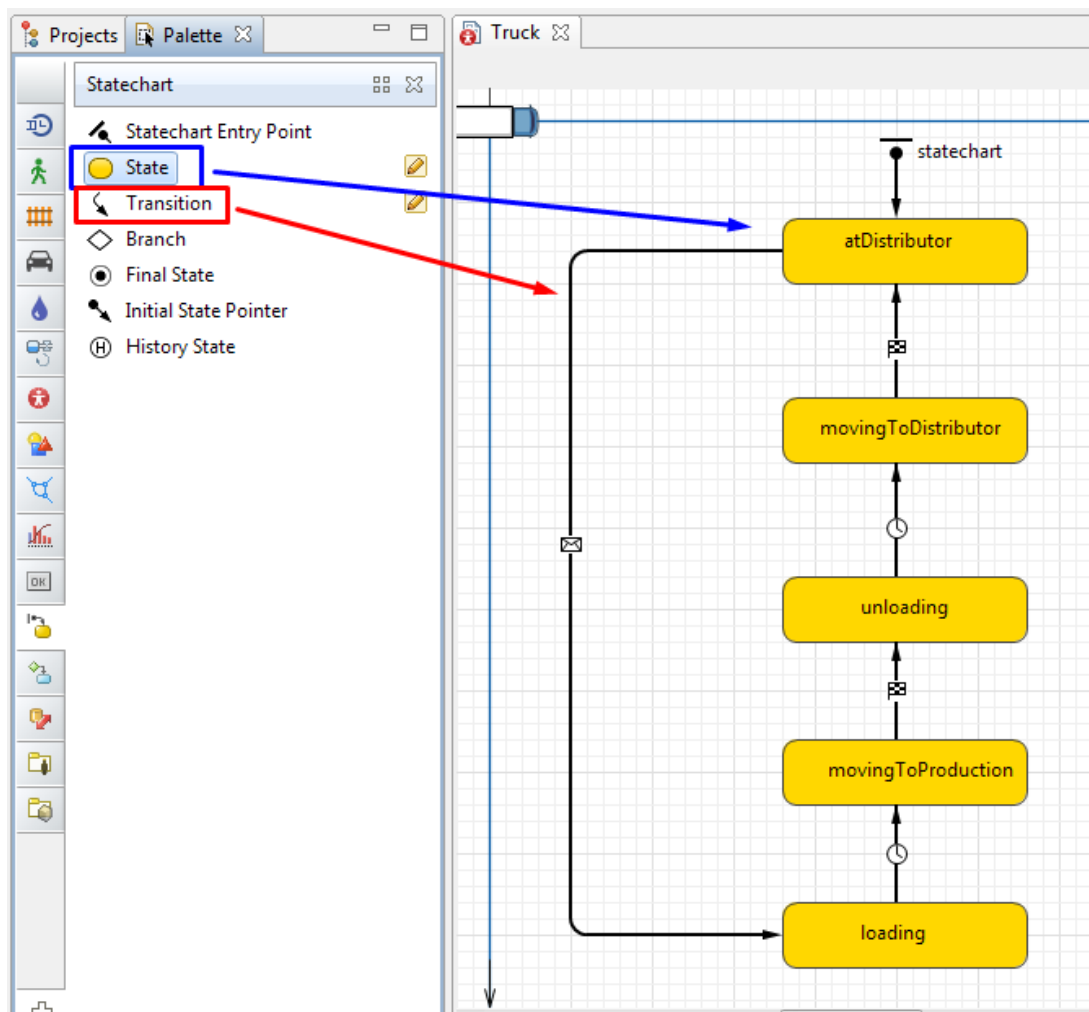 Projects
Palette
Statechart
Statechart Entry Point
State
Transition
Branch
Final State
Initial State Pointer
H History State
OK
Truck
statechart
atDistributor
movingToDistributor
unloading
movingToProduction
loading